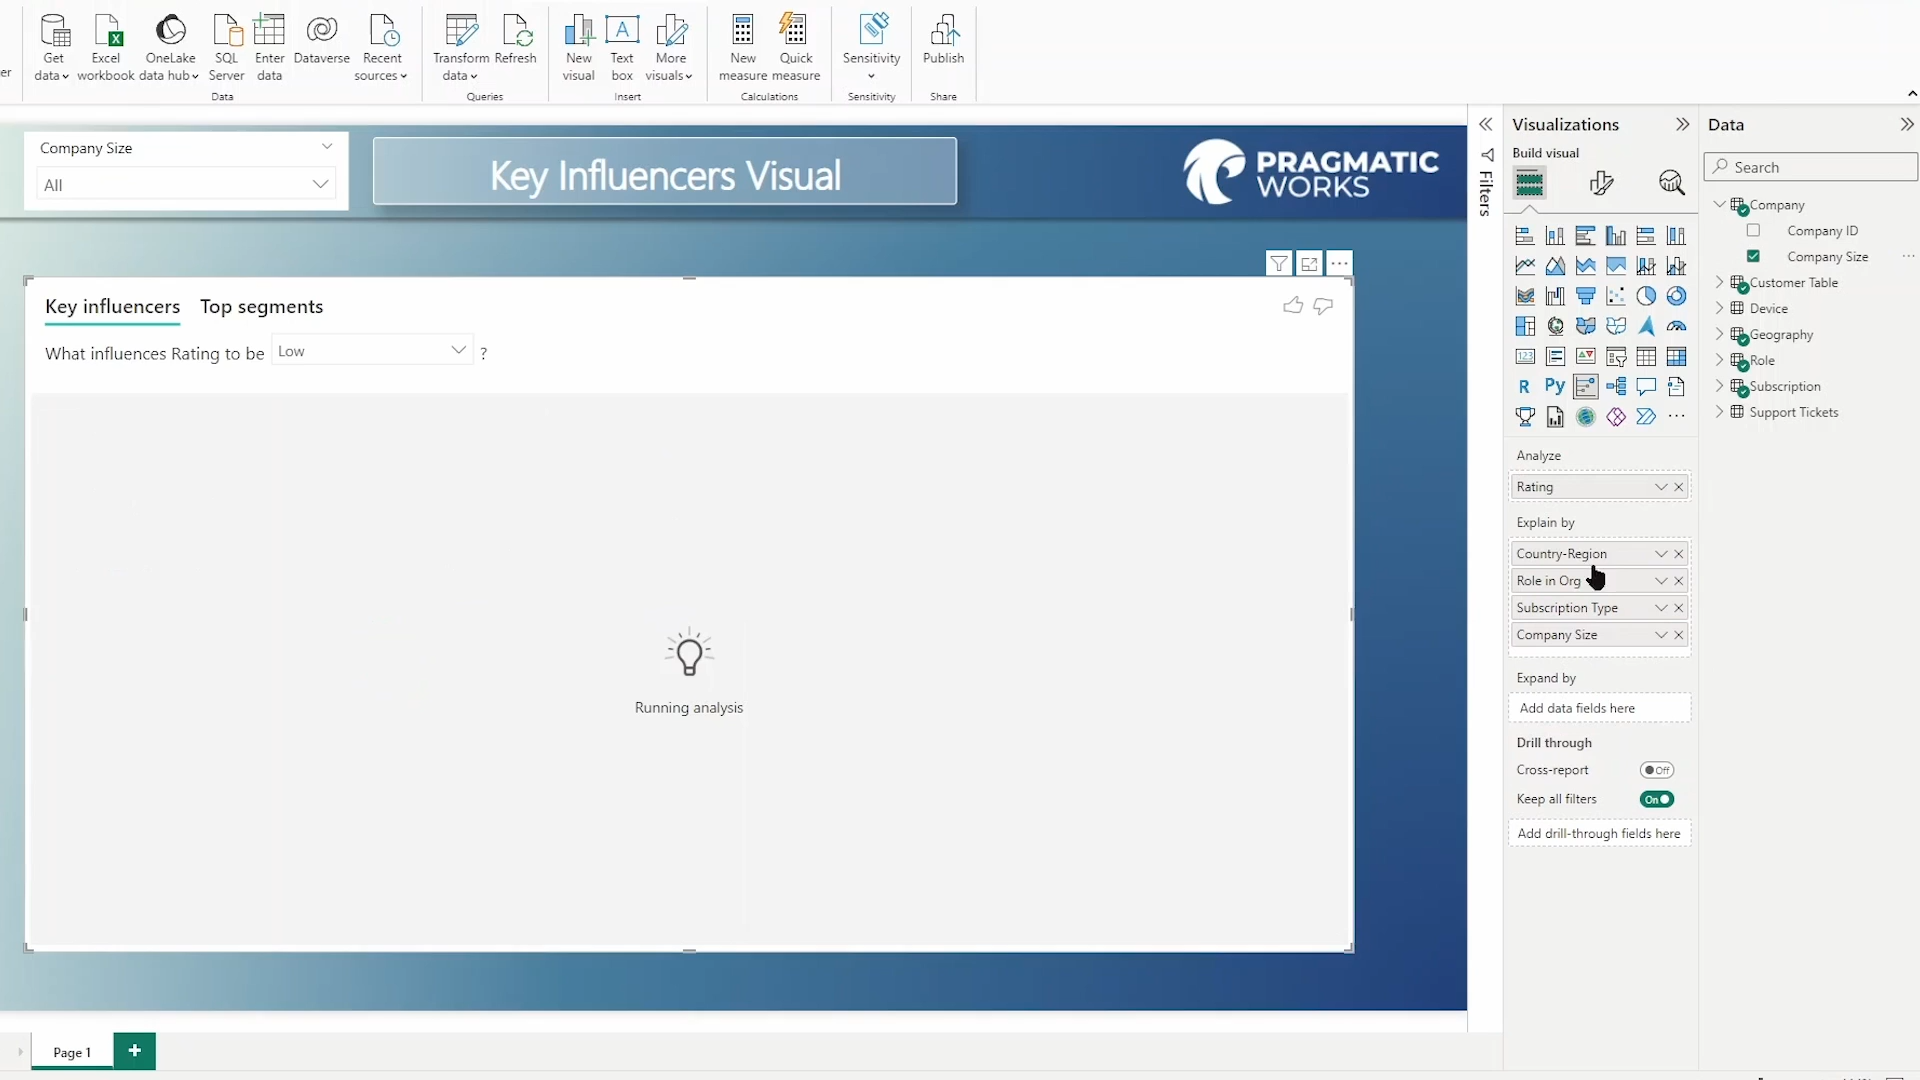 Get
data
Excel
workbook
OneLake
data hub
SQL
Server
Enter
data
Dataverse
Recent
sources
Data
Transform
data
Refresh
Queries
New
visual
A
Text
box
More
visuals
Insert
New
measure
Quick
measure
Calculations
Sensitivity
Sensitivity
Publish
Share
er
Company Size
All
Key Influencers Visual
PRAGMATIC
WORKS
Key influencers
Top segments
What influences Rating to be
Low
?
Running analysis
Filters
Visualizations
Build visual
123
R
Py
Analyze
Rating
Explain by
Country-Region
Role in Org
Subscription Type
Company Size
Expand by
Add data fields here
Drill through
Cross-report
Off
Keep all filters
On
Add drill-through fields here
Data
Search
Company
Company ID
Company Size
Customer Table
Device
Geography
Role
Subscription
Support Tickets
Page 1